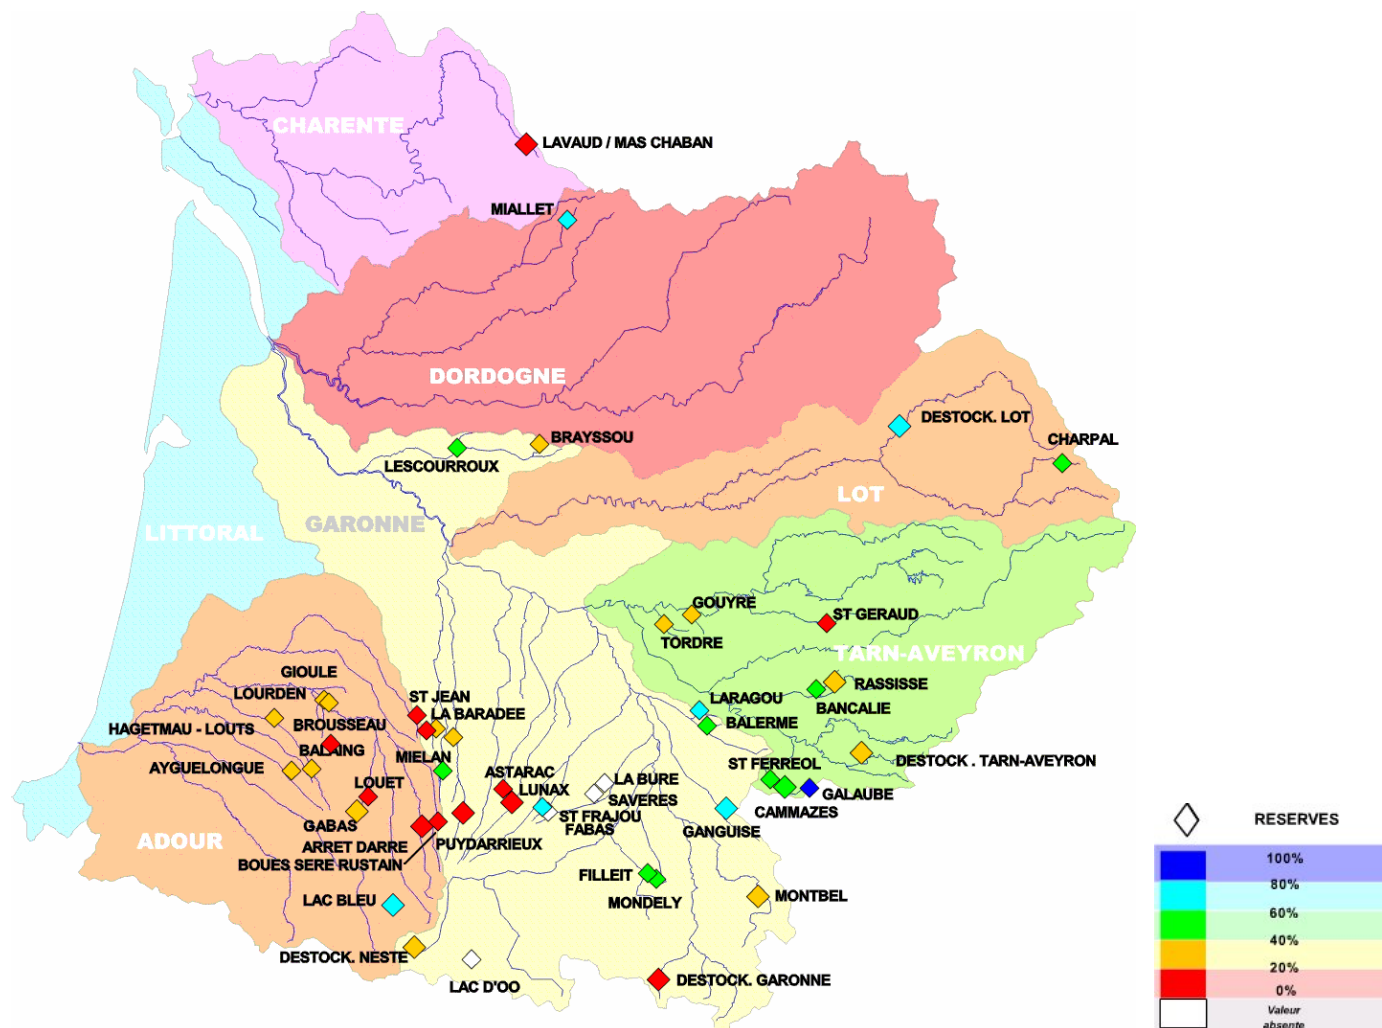 CHARENTE
LAVAUD / MAS CHABAN
MIALLET
DORDOGNE
DESTOCK. LOT
BRAYSSOU
CHARPAL
LESCOURROUX
LOT
GARONNE
LITTORAL
GOUYRE
ST GERAUD
TORDRE
TARN-AVEYRON
GIOULE
RASSISSE
LOURDEN
ST JEAN
LARAGOU
BANCALIE
LA BARADEE
HAGETMAU - LOUTS
BROUSSEAU
BALERME
BALAING
MIELAN
AYGUELONGUE
ST FERREOL
DESTOCK . TARN-AVEYRON
LOUET
ASTARAC
LA BURE
LUNAX
GALAUBE
SAVERES
CAMMAZES
ST FRAJOU
GABAS
FABAS
GANGUISE
ADOUR
ARRET DARRE
PUYDARRIEUX
BOUES SERE RUSTAIN
FILLEIT
LAC BLEU
MONDELY
MONTBEL
DESTOCK. NESTE
LAC D'OO
DESTOCK. GARONNE
RESERVES
100%
80%
60%
40%
20%
0%
Valeur
absente